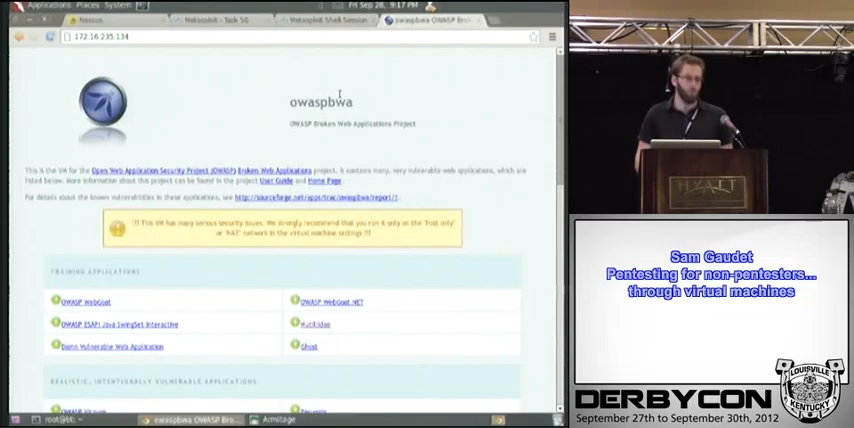 Applications Places System
Fri Sep 28, 9:17 PM
Nessus
Metasploit - Task 50
Metasploit Shell Session
owaspbwa OWASP Brok
172.16.235.134
owaspbwa
OWASP Broken Web Applications Project
This is the VM for the Open Web Application Security Project (OWASP) Broken Web Applications project. It contains many, very vulnerable web applications, which are
listed below. More information about this project can be found in the project User Guide and Home Page.
For details about the known vulnerabilities in these applications, see http://sourceforge.net/apps/trac/owaspbwa/report/1.
!!! This VM has many serious security issues. We strongly recommend that you run it only on the "host only"
or "NAT" network in the virtual machine settings !!!
TRAINING APPLICATIONS
OWASP WebGoat
OWASP WebGoat.NET
OWASP ESAPI Java SwingSet Interactive
Mutillidae
Damn Vulnerable Web Application
Ghost
REALISTIC, INTENTIONALLY VULNERABLE APPLICATIONS
OWASP Vicnum
Peruggia
root@bt: ~
owaspbwa OWASP Bro...
Armitage
HYATT
Sam Gaudet
Pentesting for non-pentesters...
through virtual machines
DERBYCON
September 27th to September 30th, 2012
LOUISVILLE
KENTUCKY